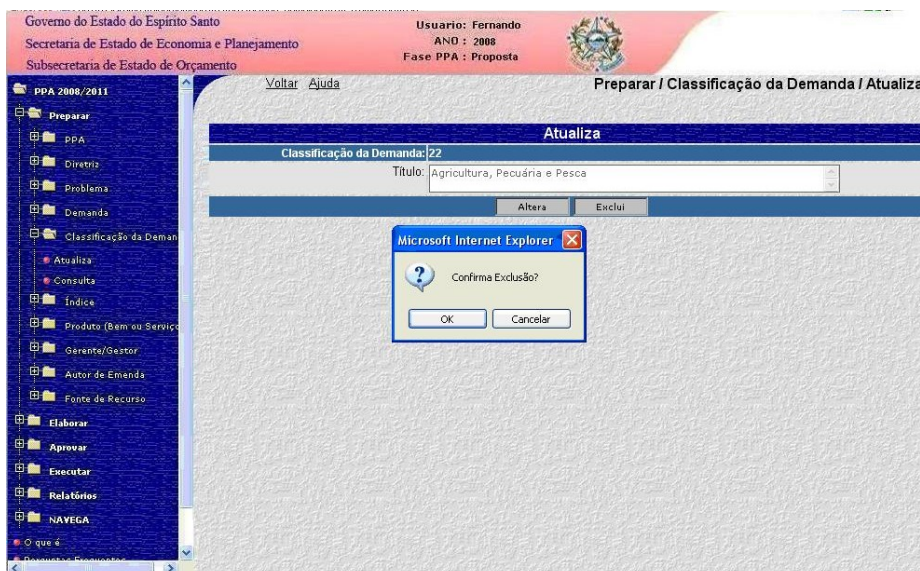 Governo do Estado do Espírito Santo
Secretaria de Estado de Economia e Planejamento
Subsecretaria de Estado de Orçamento
Usuario: Fernando
ANO : 2008
Fase PPA : Proposta
Voltar Ajuda
Preparar / Classificação da Demanda / Atualiza
PPA 2008/2011
Preparar
PPA
Diretriz
Problema
Demanda
Classificação da Deman
Atualiza
Consulta
Índice
Produto (Bem ou Serviço
Gerente/Gestor
Autor de Emenda
Fonte de Recurso
Elaborar
Aprovar
Executar
Relatórios
NAVEGA
O que é
Perguntas Frequentes
Atualiza
Classificação da Demanda: 22
Título: Agricultura, Pecuária e Pesca
Altera Exclui
Microsoft Internet Explorer
Confirma Exclusão?
OK Cancelar